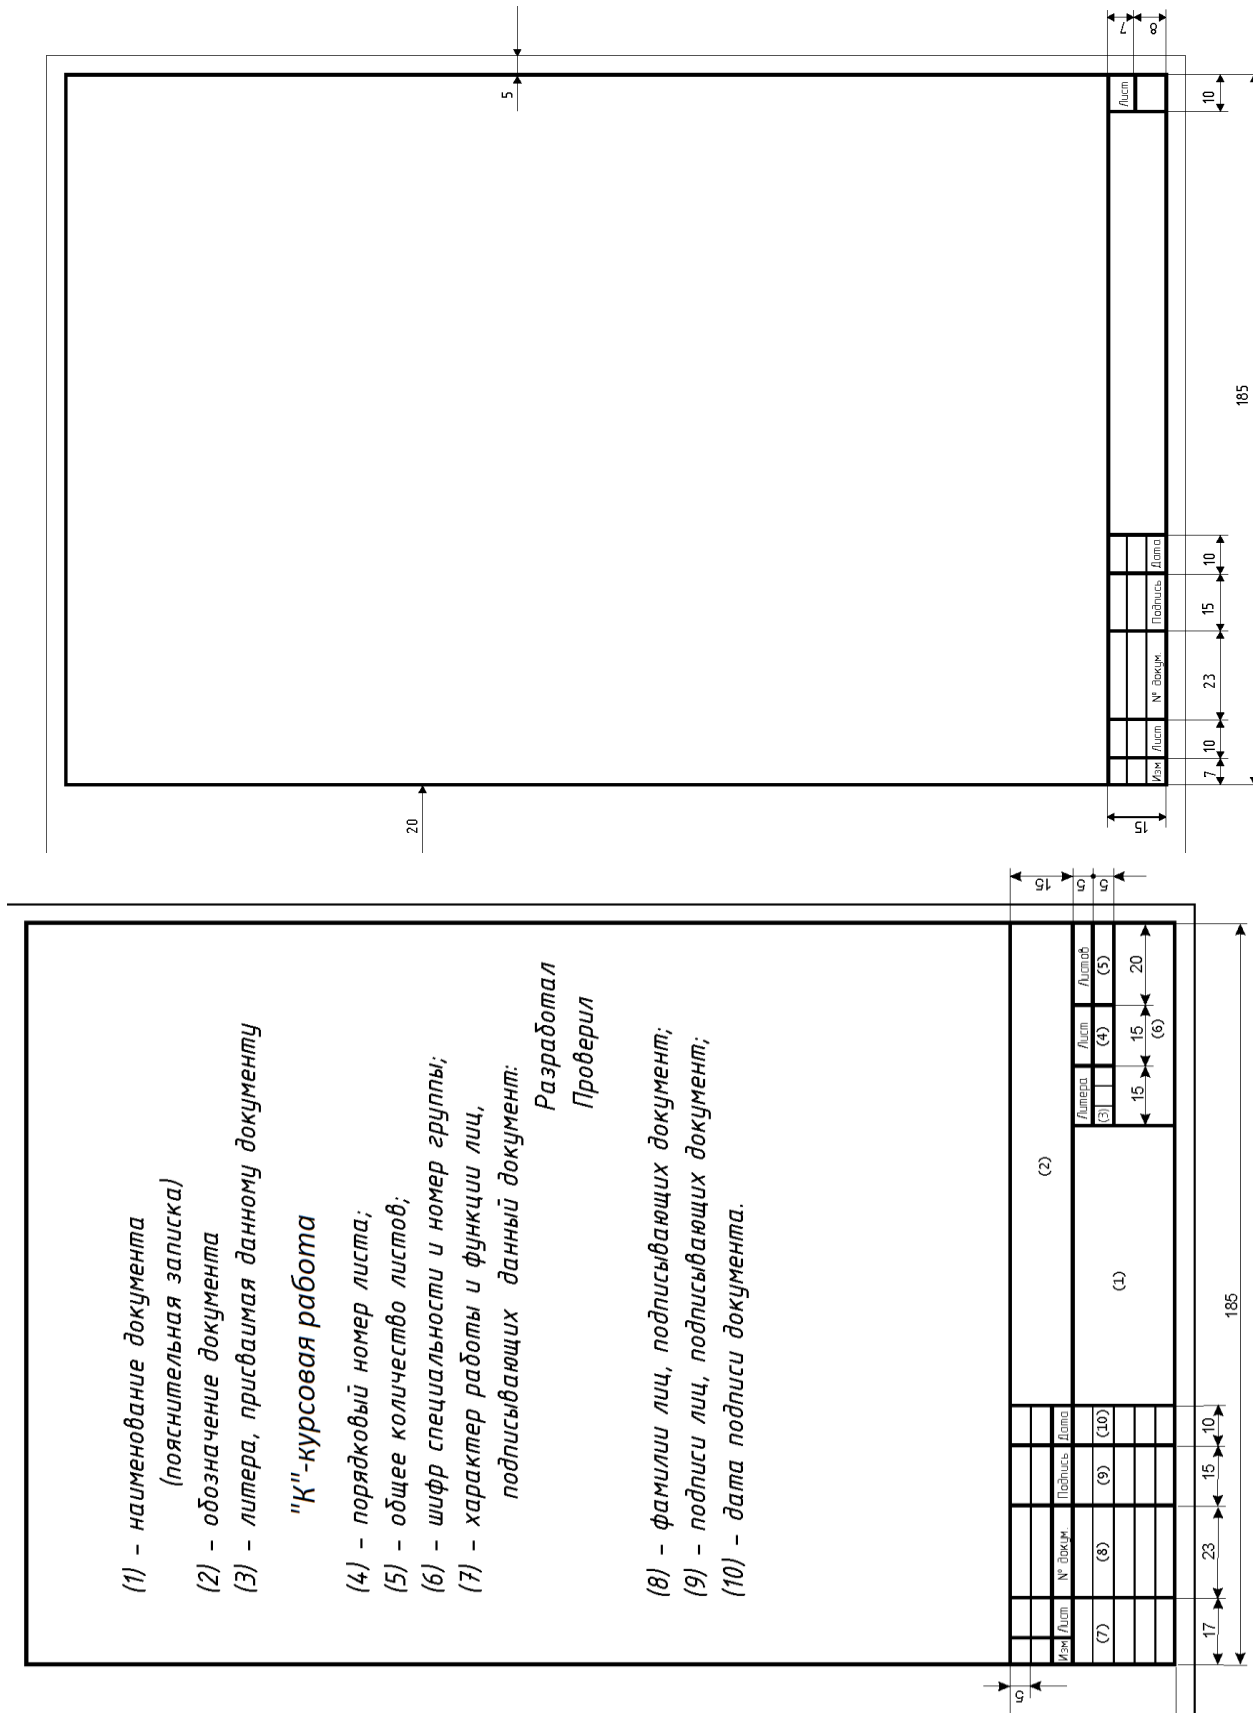 7
8
5
Лист
10
185
20
Изм
Лист
№ докум.
Подпись
Дата
7
10
23
15
10
15
(1) – наименование документа
(пояснительная записка)
(2) – обозначение документа
(3) – литера, присваимая данному документу
"К"-курсовая работа
(4) – порядковый номер листа;
(5) – общее количество листов;
(6) – шифр специальности и номер группы;
(7) – характер работы и функции лиц,
подписывающих данный документ:
Разработал
Проверил
(8) – фамилии лиц, подписывающих документ;
(9) – подписи лиц, подписывающих документ;
(10) – дата подписи документа.
15
5
5
(2)
Изм
Лист
№ докум.
Подпись
Дата
Литера
Лист
Листов
(7)
(8)
(9)
(10)
(3)
(4)
(5)
(1)
15
15
20
(6)
17
23
15
10
185
5